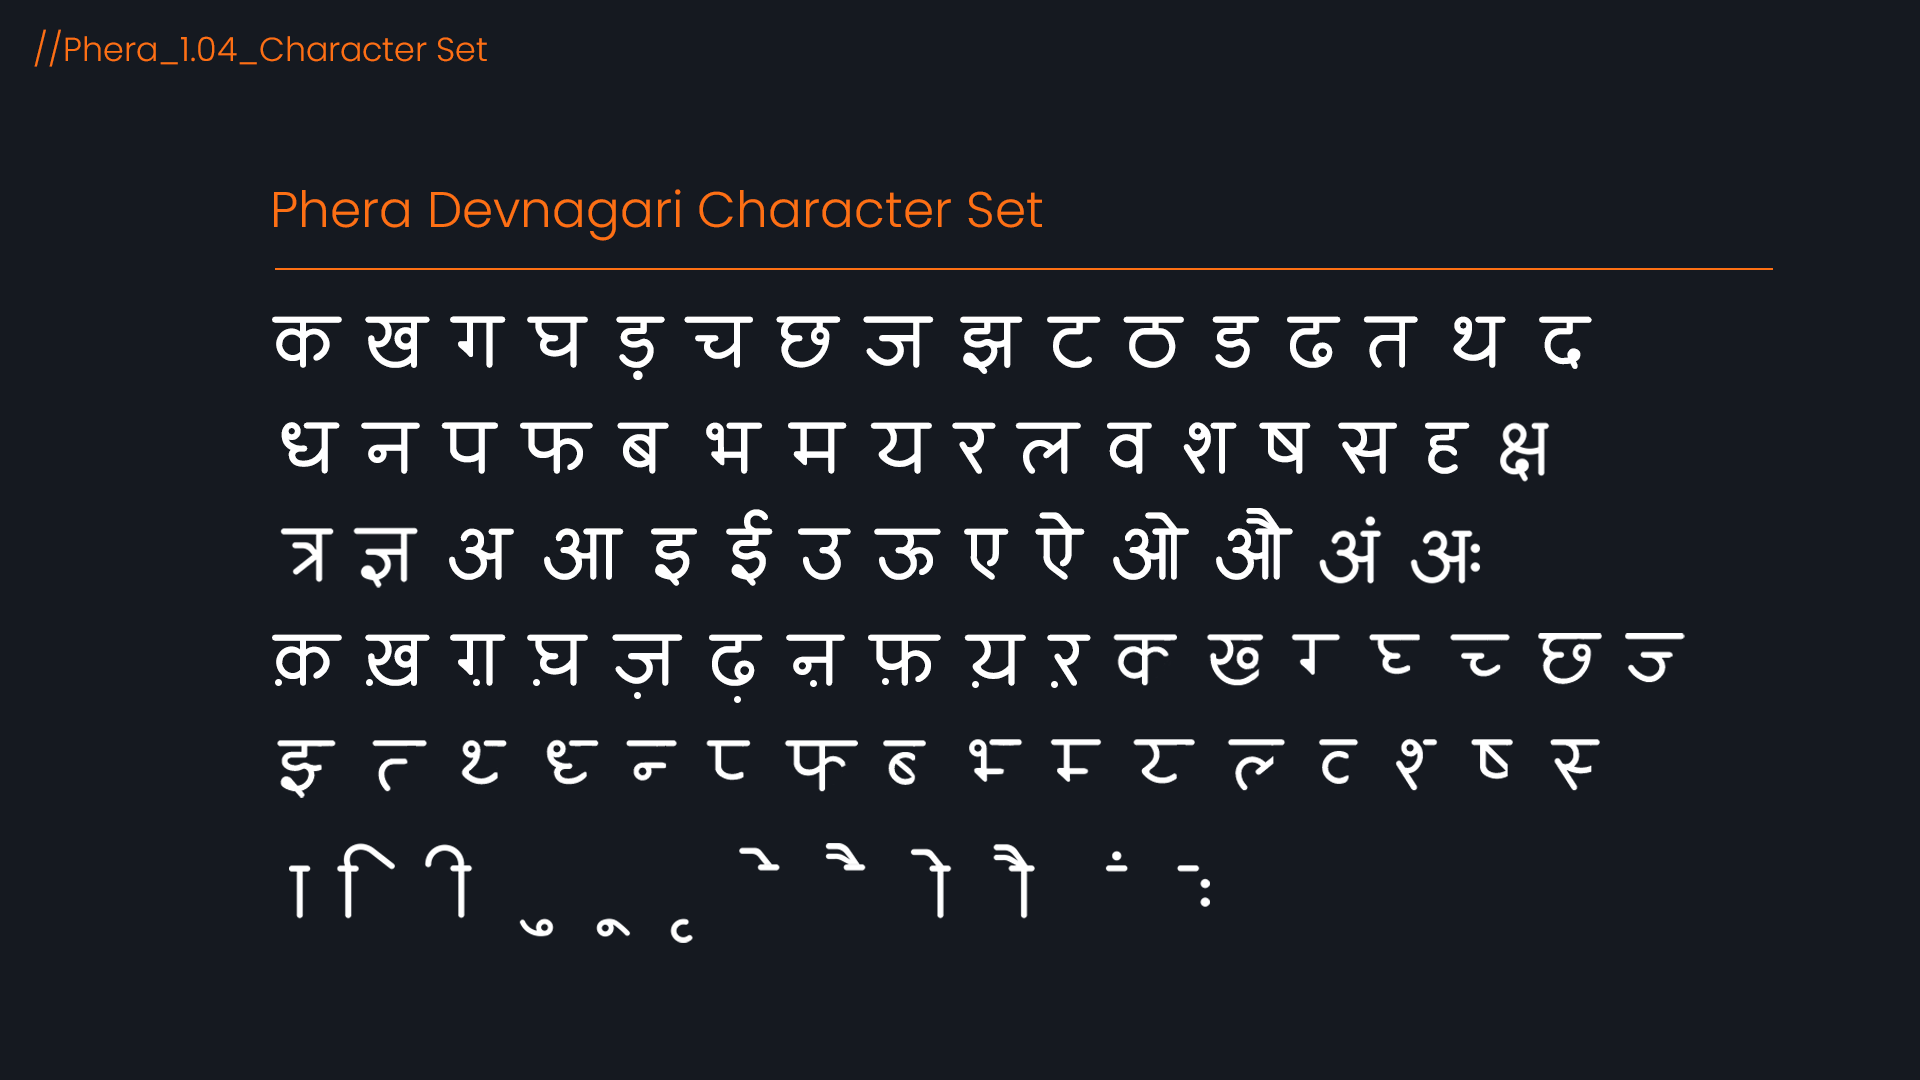 //Phera_1.04_Character Set
Phera Devnagari Character Set
क ख ग घ ड़ च छ ज झ ट ठ ड ढ त थ द
ध न प फ ब भ म य र ल व श ष स ह क्ष
त्र ज्ञ अ आ इ ई उ ऊ ए ऐ ओ औ अं अः
क़ ख़ ग़ घ़ ज़ ढ़ ऩ फ़ य़ ऱ क्‍ ख्‍ ग्‍ घ्‍ च्‍ छ्‍ ज्‍
झ्‍ त्‍ थ्‍ ध्‍ न्‍ प्‍ फ्‍ ब्‍ भ्‍ म्‍ य्‍ ल्‍ व्‍ श्‍ ष्‍ स्‍
ा ि ी ु ू ृ े ै ो ौ ं ः